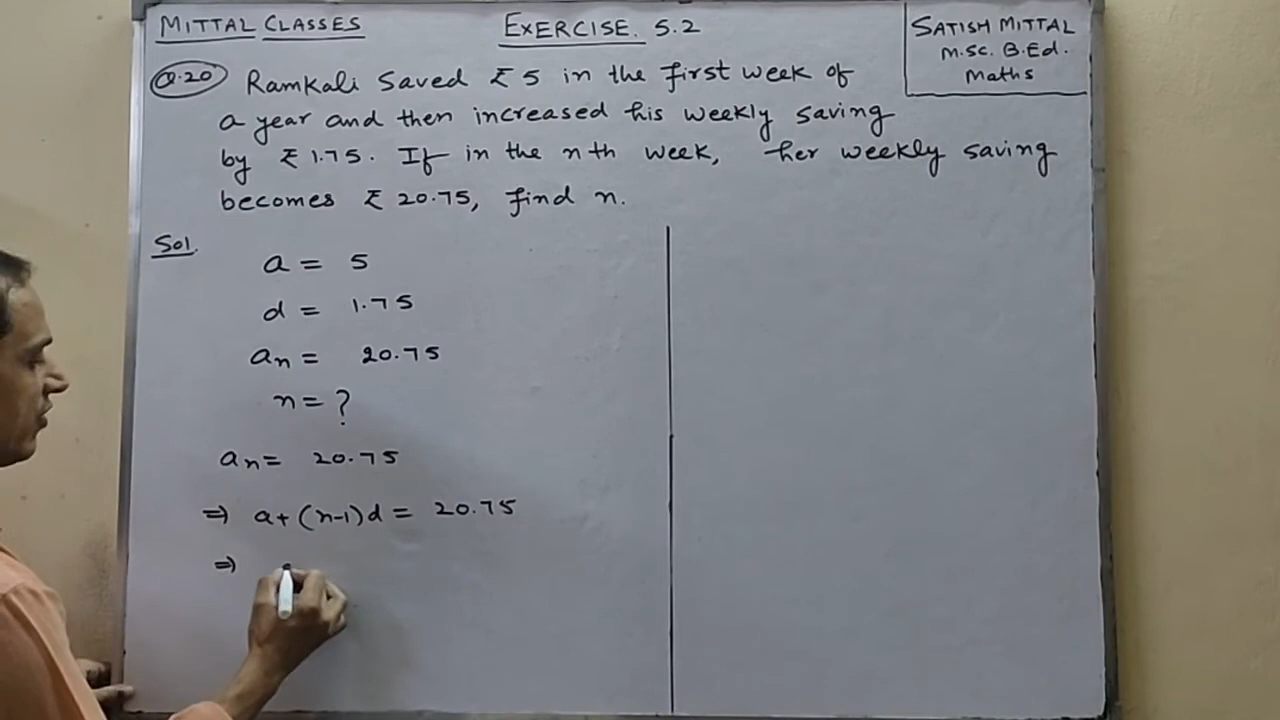 MITTAL CLASSES
EXERCISE. 5.2
SATISH MITTAL
M.Sc. B.Ed.
Maths
Q.20 Ramkali saved ₹ 5 in the first week of
a year and then increased his weekly saving
by ₹ 1.75. If in the nth week, her weekly saving
becomes ₹ 20.75, find n.
Sol.
a = 5
d = 1.75
an = 20.75
n = ?
an = 20.75
⇒ a+(n-1)d = 20.75
⇒